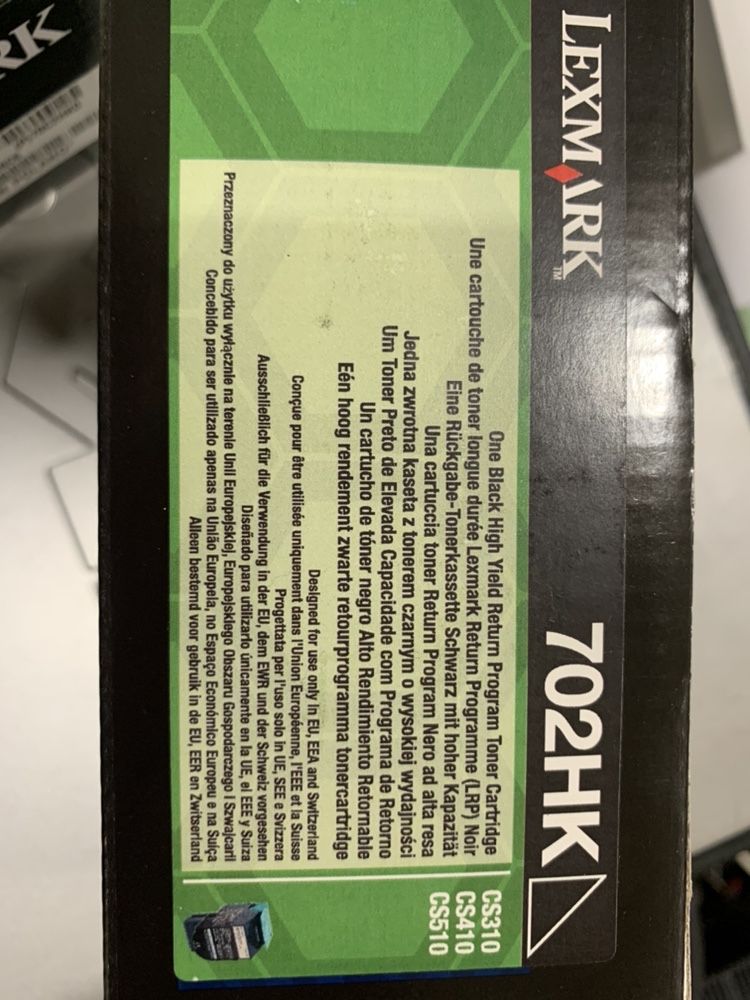 LEXMARK™
702HK
One Black High Yield Return Program Toner Cartridge
Une cartouche de toner longue durée Lexmark Return Programme (LRP) Noir
Eine Rückgabe-Tonerkassette Schwarz mit hoher Kapazität
Una cartuccia toner Return Program Nero ad alta resa
Jedna zwrotna kaseta z tonerem czarnym o wysokiej wydajności
Um Toner Preto de Elevada Capacidade com Programa de Retorno
Un cartucho de tóner negro Alto Rendimiento Retornable
Eén hoog rendement zwarte retourprogramma tonercartridge
Designed for use only in EU, EEA and Switzerland
Conçue pour être utilisée uniquement dans l'Union Européenne, l'EEE et la Suisse
Progettata per l'uso solo in UE, SEE e Svizzera
Ausschließlich für die Verwendung in der EU, dem EWR und der Schweiz vorgesehen
Diseñado para utilizarlo únicamente en la UE, el EEE y Suiza
Przeznaczony do użytku wyłącznie na terenie Unii Europejskiej, Europejskiego Obszaru Gospodarczego i Szwajcarii
Concebido para ser utilizado apenas na União Europeia, no Espaço Económico Europeu e na Suíça
Alleen bestemd voor gebruik in de EU, EER en Zwitserland
CS310
CS410
CS510
RK